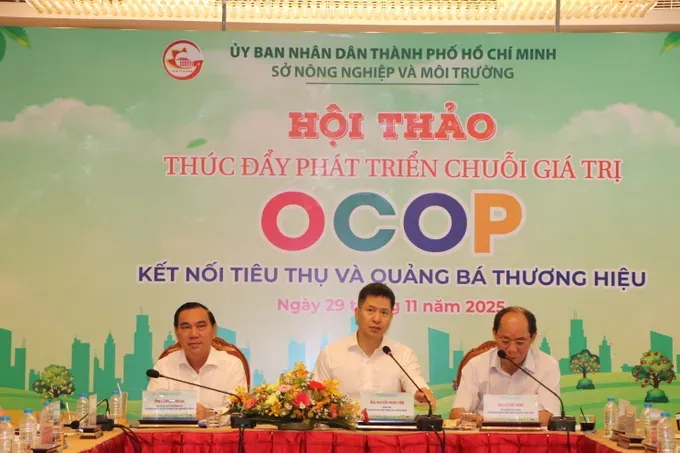 ỦY BAN NHÂN DÂN THÀNH PHỐ HỒ CHÍ MINH
SỞ NÔNG NGHIỆP VÀ MÔI TRƯỜNG
HỘI THẢO
THÚC ĐẨY PHÁT TRIỂN CHUỖI GIÁ TRỊ
OCOP
KẾT NỐI TIÊU THỤ VÀ QUẢNG BÁ THƯƠNG HIỆU
Ngày 29 11 năm 2025